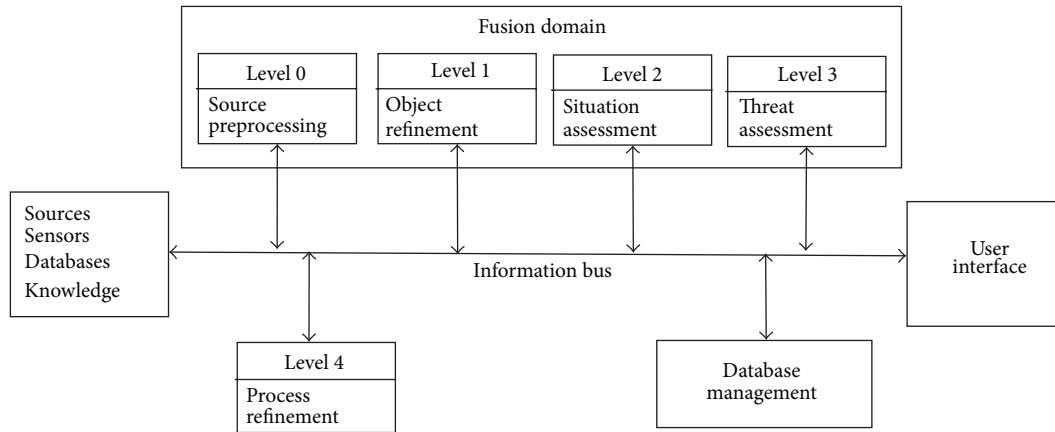 Fusion domain
Level 0
Source
preprocessing
Level 1
Object
refinement
Level 2
Situation
assessment
Level 3
Threat
assessment
Sources
Sensors
Databases
Knowledge
Information bus
User
interface
Level 4
Process
refinement
Database
management